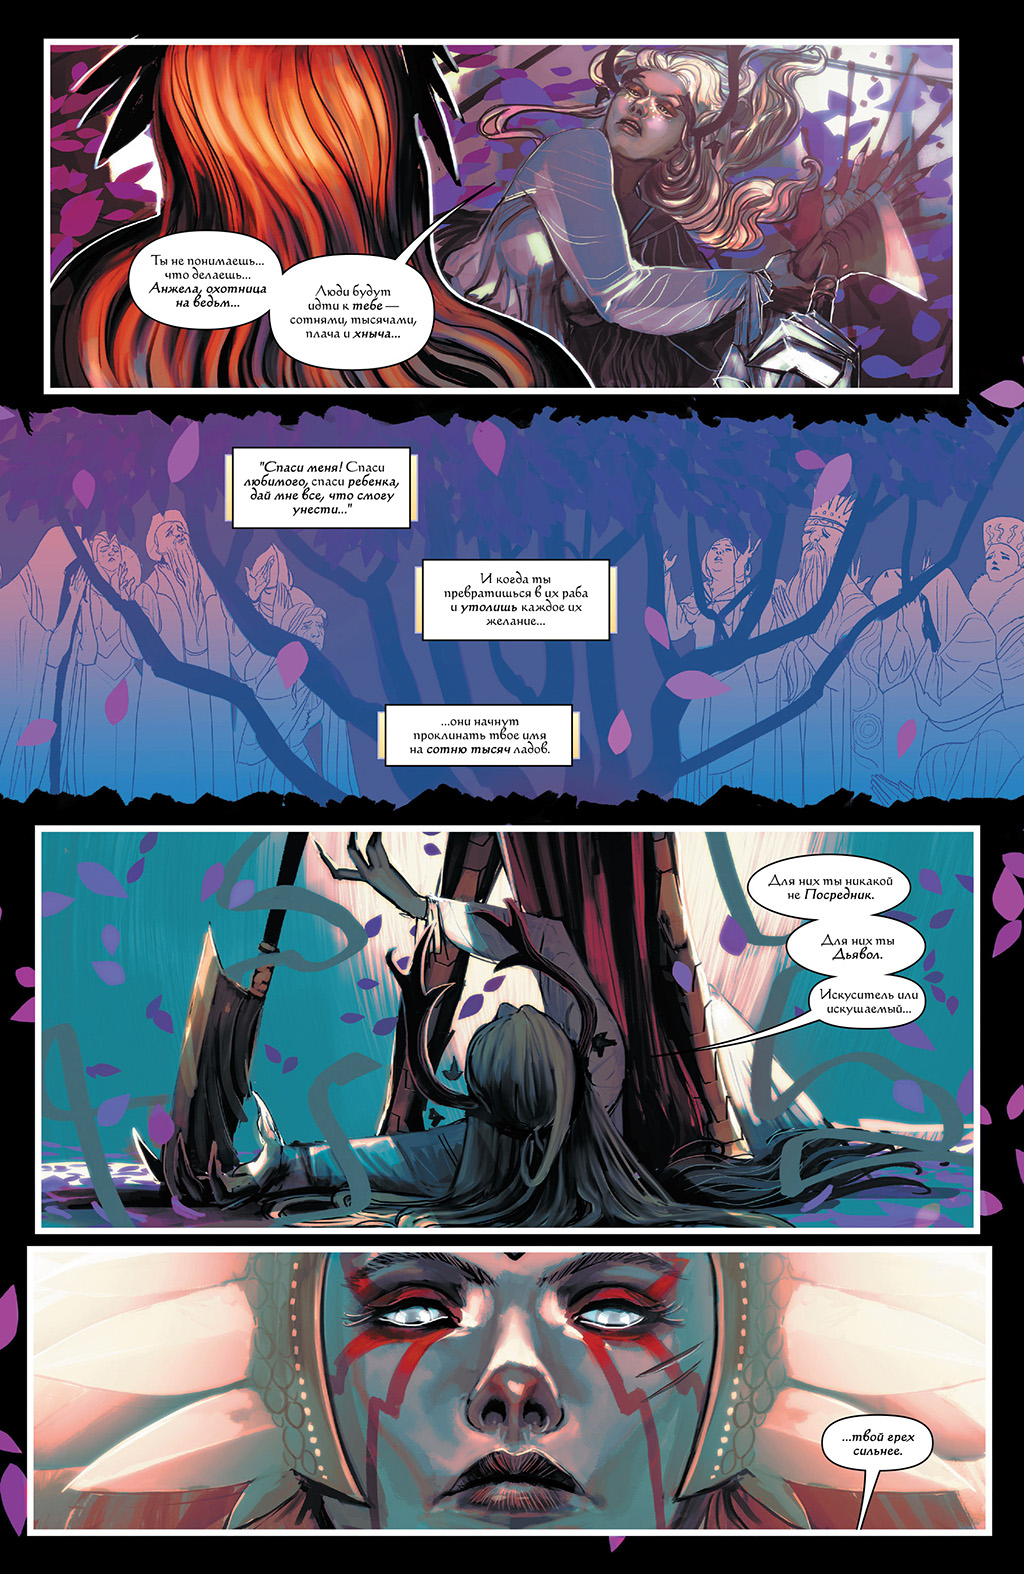 Ты не понимаешь...
что делаешь...
Анжела, охотница
на ведьм...
Люди будут
идти к тебе —
сотнями, тысячами,
плача и хныча...
"Спаси меня! Спаси
любимого, спаси ребенка,
дай мне все, что смогу
унести..."
И когда ты
превратишься в их раба
и утолишь каждое их
желание...
...они начнут
проклинать твое имя
на сотню тысяч ладов.
Для них ты никакой
не Посредник.
Для них ты
Дьявол.
Искуситель или
искушаемый...
...твой грех
сильнее.